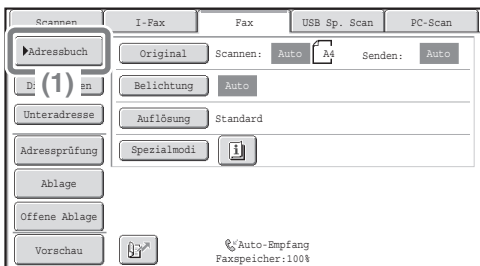 Scannen I-Fax Fax USB Sp. Scan PC-Scan
Adressbuch Original Scannen: Auto A4 Senden: Auto
(1) Belichtung Auto
Unteradresse Auflösung Standard
Adressprüfung Spezialmodi
Ablage
Offene Ablage
Vorschau Auto-Empfang
Faxspeicher:100%